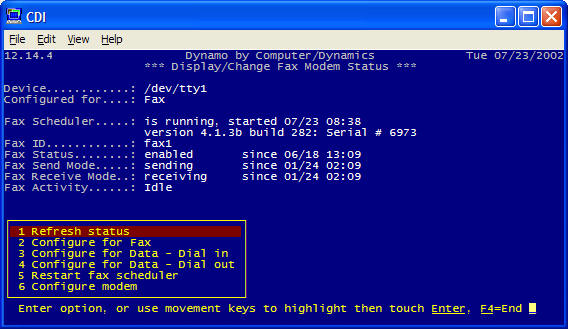 CDI
File Edit View Help
12.14.4 Dynamo by Computer/Dynamics Tue 07/23/2002
*** Display/Change Fax Modem Status ***
Device............: /dev/tty1
Configured for....: Fax
Fax Scheduler.....: is running, started 07/23 08:38
version 4.1.3b build 282: Serial # 6973
Fax ID............: fax1
Fax Status........: enabled since 06/18 13:09
Fax Send Mode.....: sending since 01/24 02:09
Fax Receive Mode..: receiving since 01/24 02:09
Fax Activity......: Idle
1 Refresh status
2 Configure for Fax
3 Configure for Data - Dial in
4 Configure for Data - Dial out
5 Restart fax scheduler
6 Configure modem
Enter option, or use movement keys to highlight then touch Enter, F4=End